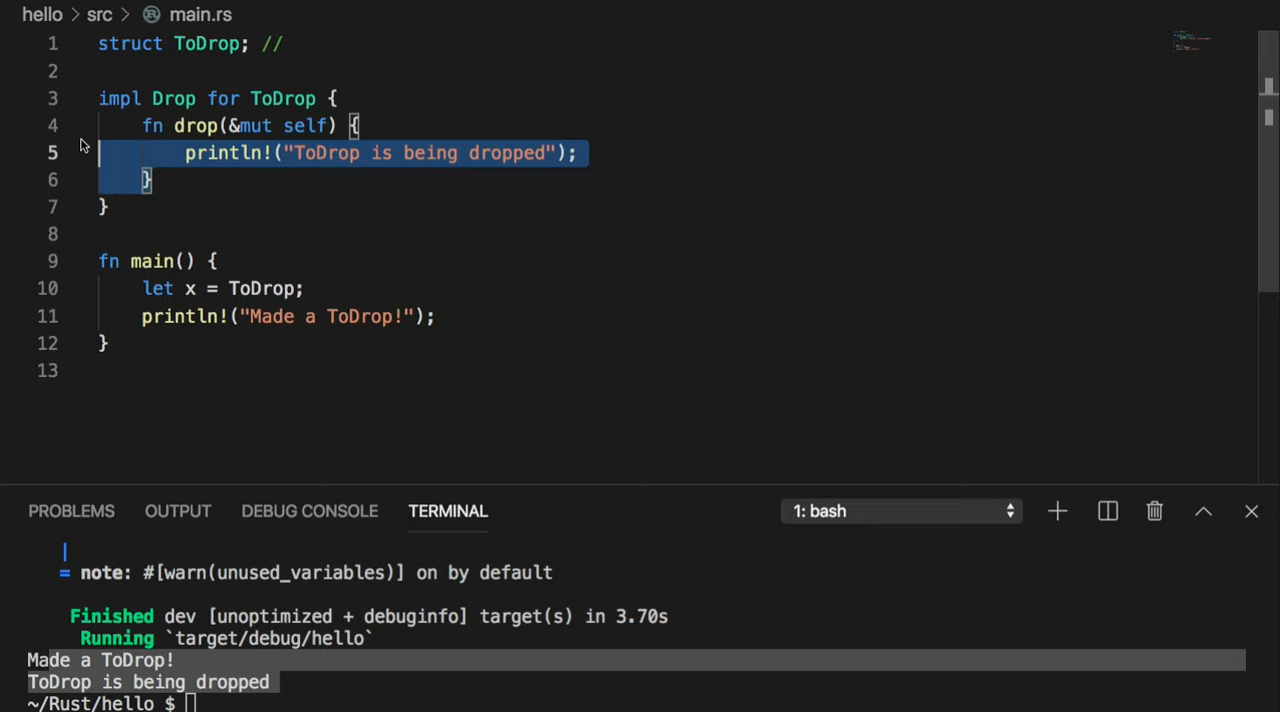 hello > src > main.rs
1 struct ToDrop; //
2
3 impl Drop for ToDrop {
4 fn drop(&mut self) {
5 println!("ToDrop is being dropped");
6 }
7 }
8
9 fn main() {
10 let x = ToDrop;
11 println!("Made a ToDrop!");
12 }
13
PROBLEMS OUTPUT DEBUG CONSOLE TERMINAL 1: bash
|
= note: #[warn(unused_variables)] on by default
Finished dev [unoptimized + debuginfo] target(s) in 3.70s
Running `target/debug/hello`
Made a ToDrop!
ToDrop is being dropped
~/Rust/hello $